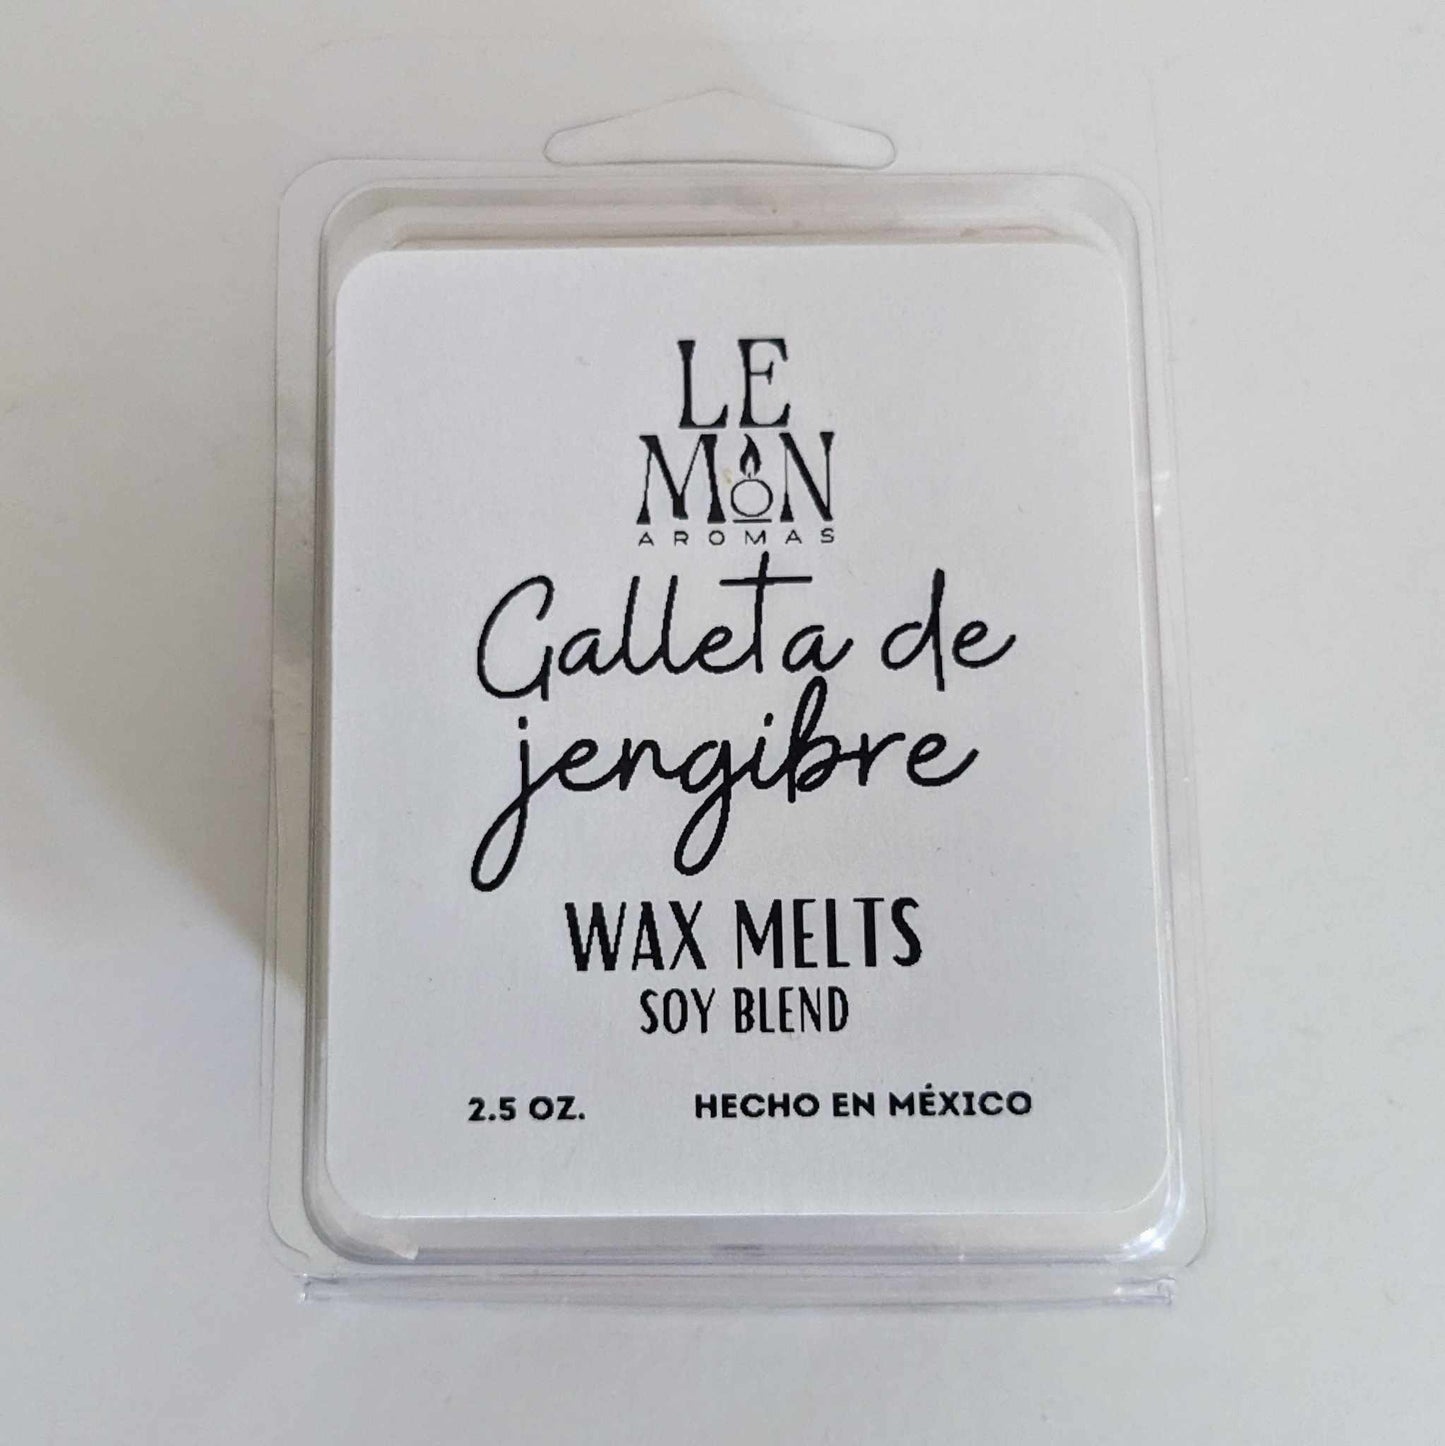 LE
MON
AROMAS
Galleta de
jengibre
WAX MELTS
SOY BLEND
2.5 OZ. HECHO EN MÉXICO